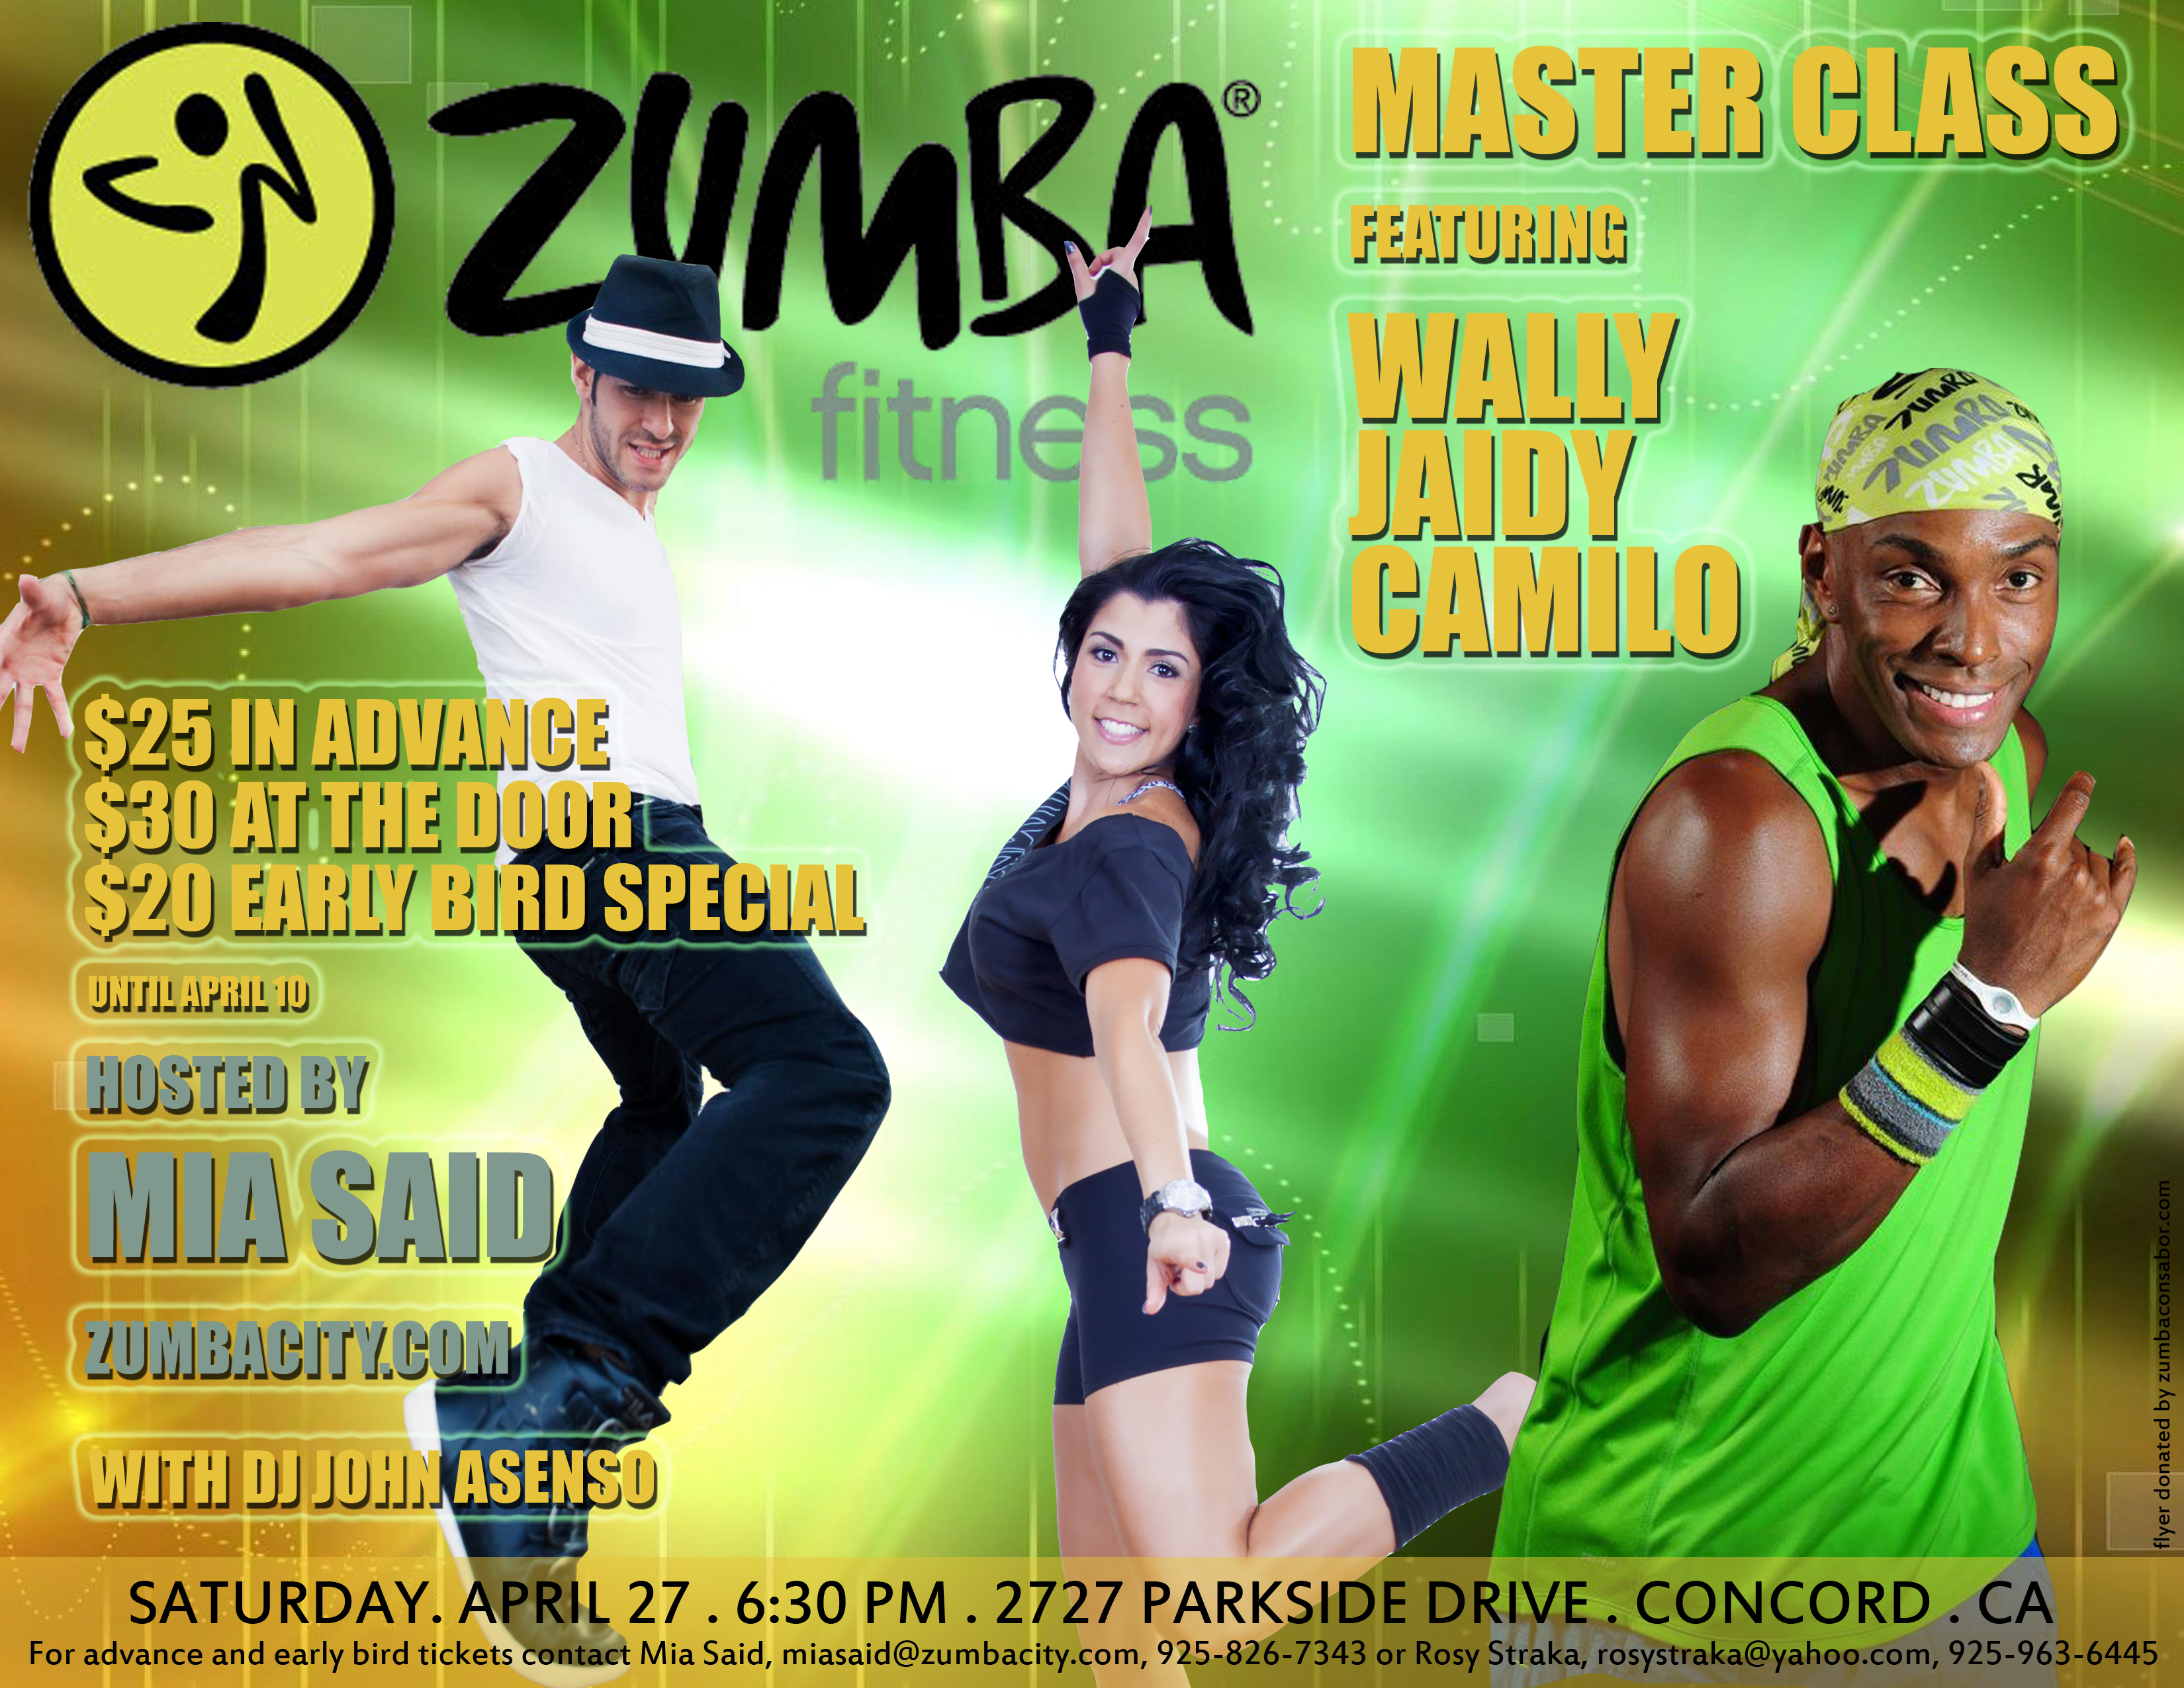 ZUMBA®
fitness
MASTER CLASS
FEATURING
WALLY
JAIDY
CAMILO
$25 IN ADVANCE
$30 AT THE DOOR
$20 EARLY BIRD SPECIAL
UNTIL APRIL 10
HOSTED BY
MIA SAID
ZUMBACITY.COM
WITH DJ JOHN ASENSO
SATURDAY. APRIL 27 . 6:30 PM . 2727 PARKSIDE DRIVE . CONCORD . CA
For advance and early bird tickets contact Mia Said, miasaid@zumbacity.com, 925-826-7343 or Rosy Straka, rosystraka@yahoo.com, 925-963-6445
flyer donated by zumbaconsabor.com
ZUMBA
ZUMBA
ZUMBA